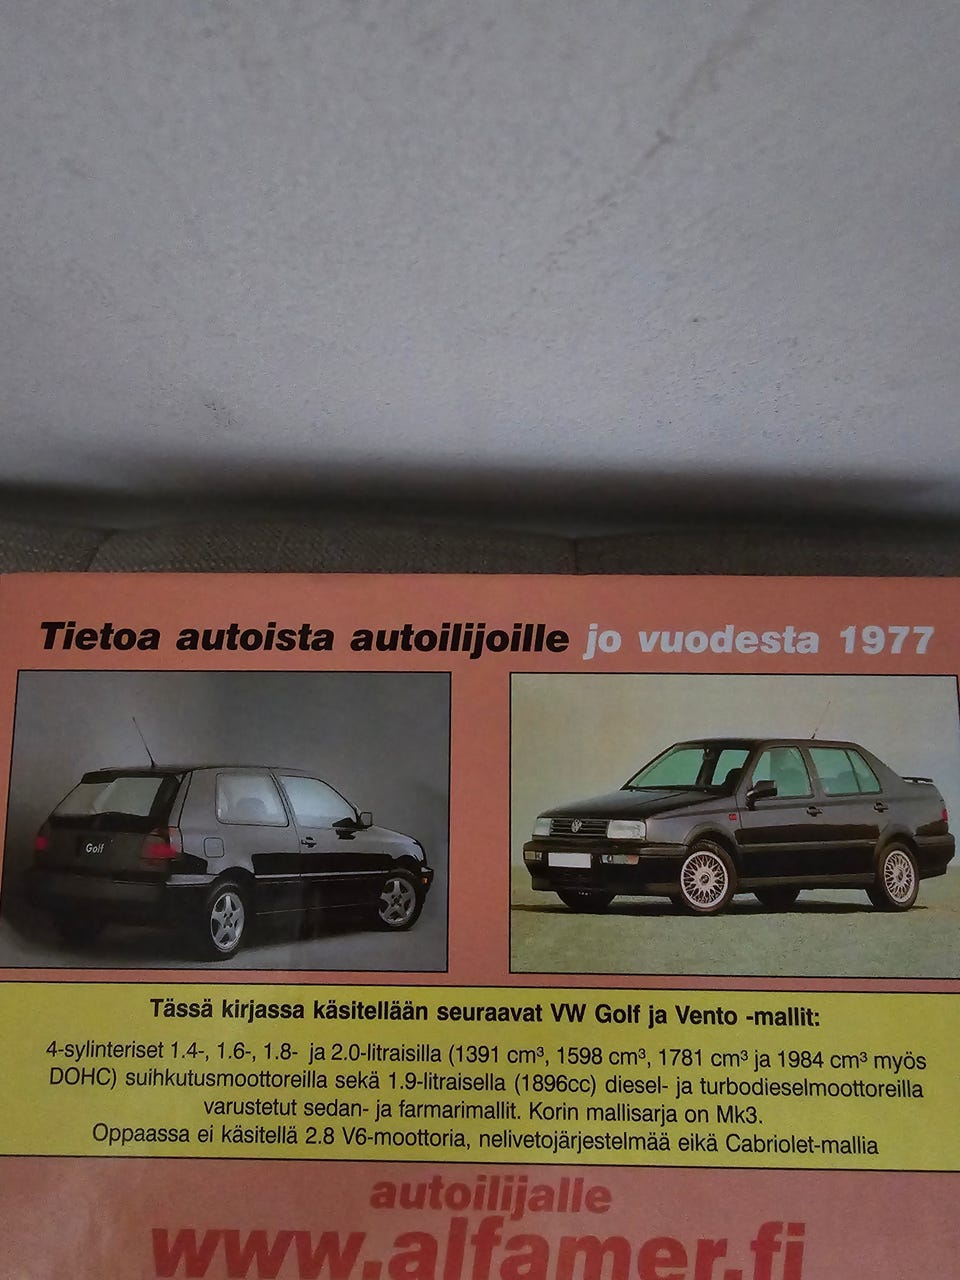 Tietoa autoista autoilijoille jo vuodesta 1977
Golf
Tässä kirjassa käsitellään seuraavat VW Golf ja Vento -mallit:
4-sylinteriset 1.4-, 1.6-, 1.8- ja 2.0-litraisilla (1391 cm³, 1598 cm³, 1781 cm³ ja 1984 cm³ myös
DOHC) suihkutusmoottoreilla sekä 1.9-litraisella (1896cc) diesel- ja turbodieselmoottoreilla
varustetut sedan- ja farmarimallit. Korin mallisarja on Mk3.
Oppaassa ei käsitellä 2.8 V6-moottoria, nelivetojärjestelmää eikä Cabriolet-mallia
autoilijalle
www.alfamer.fi